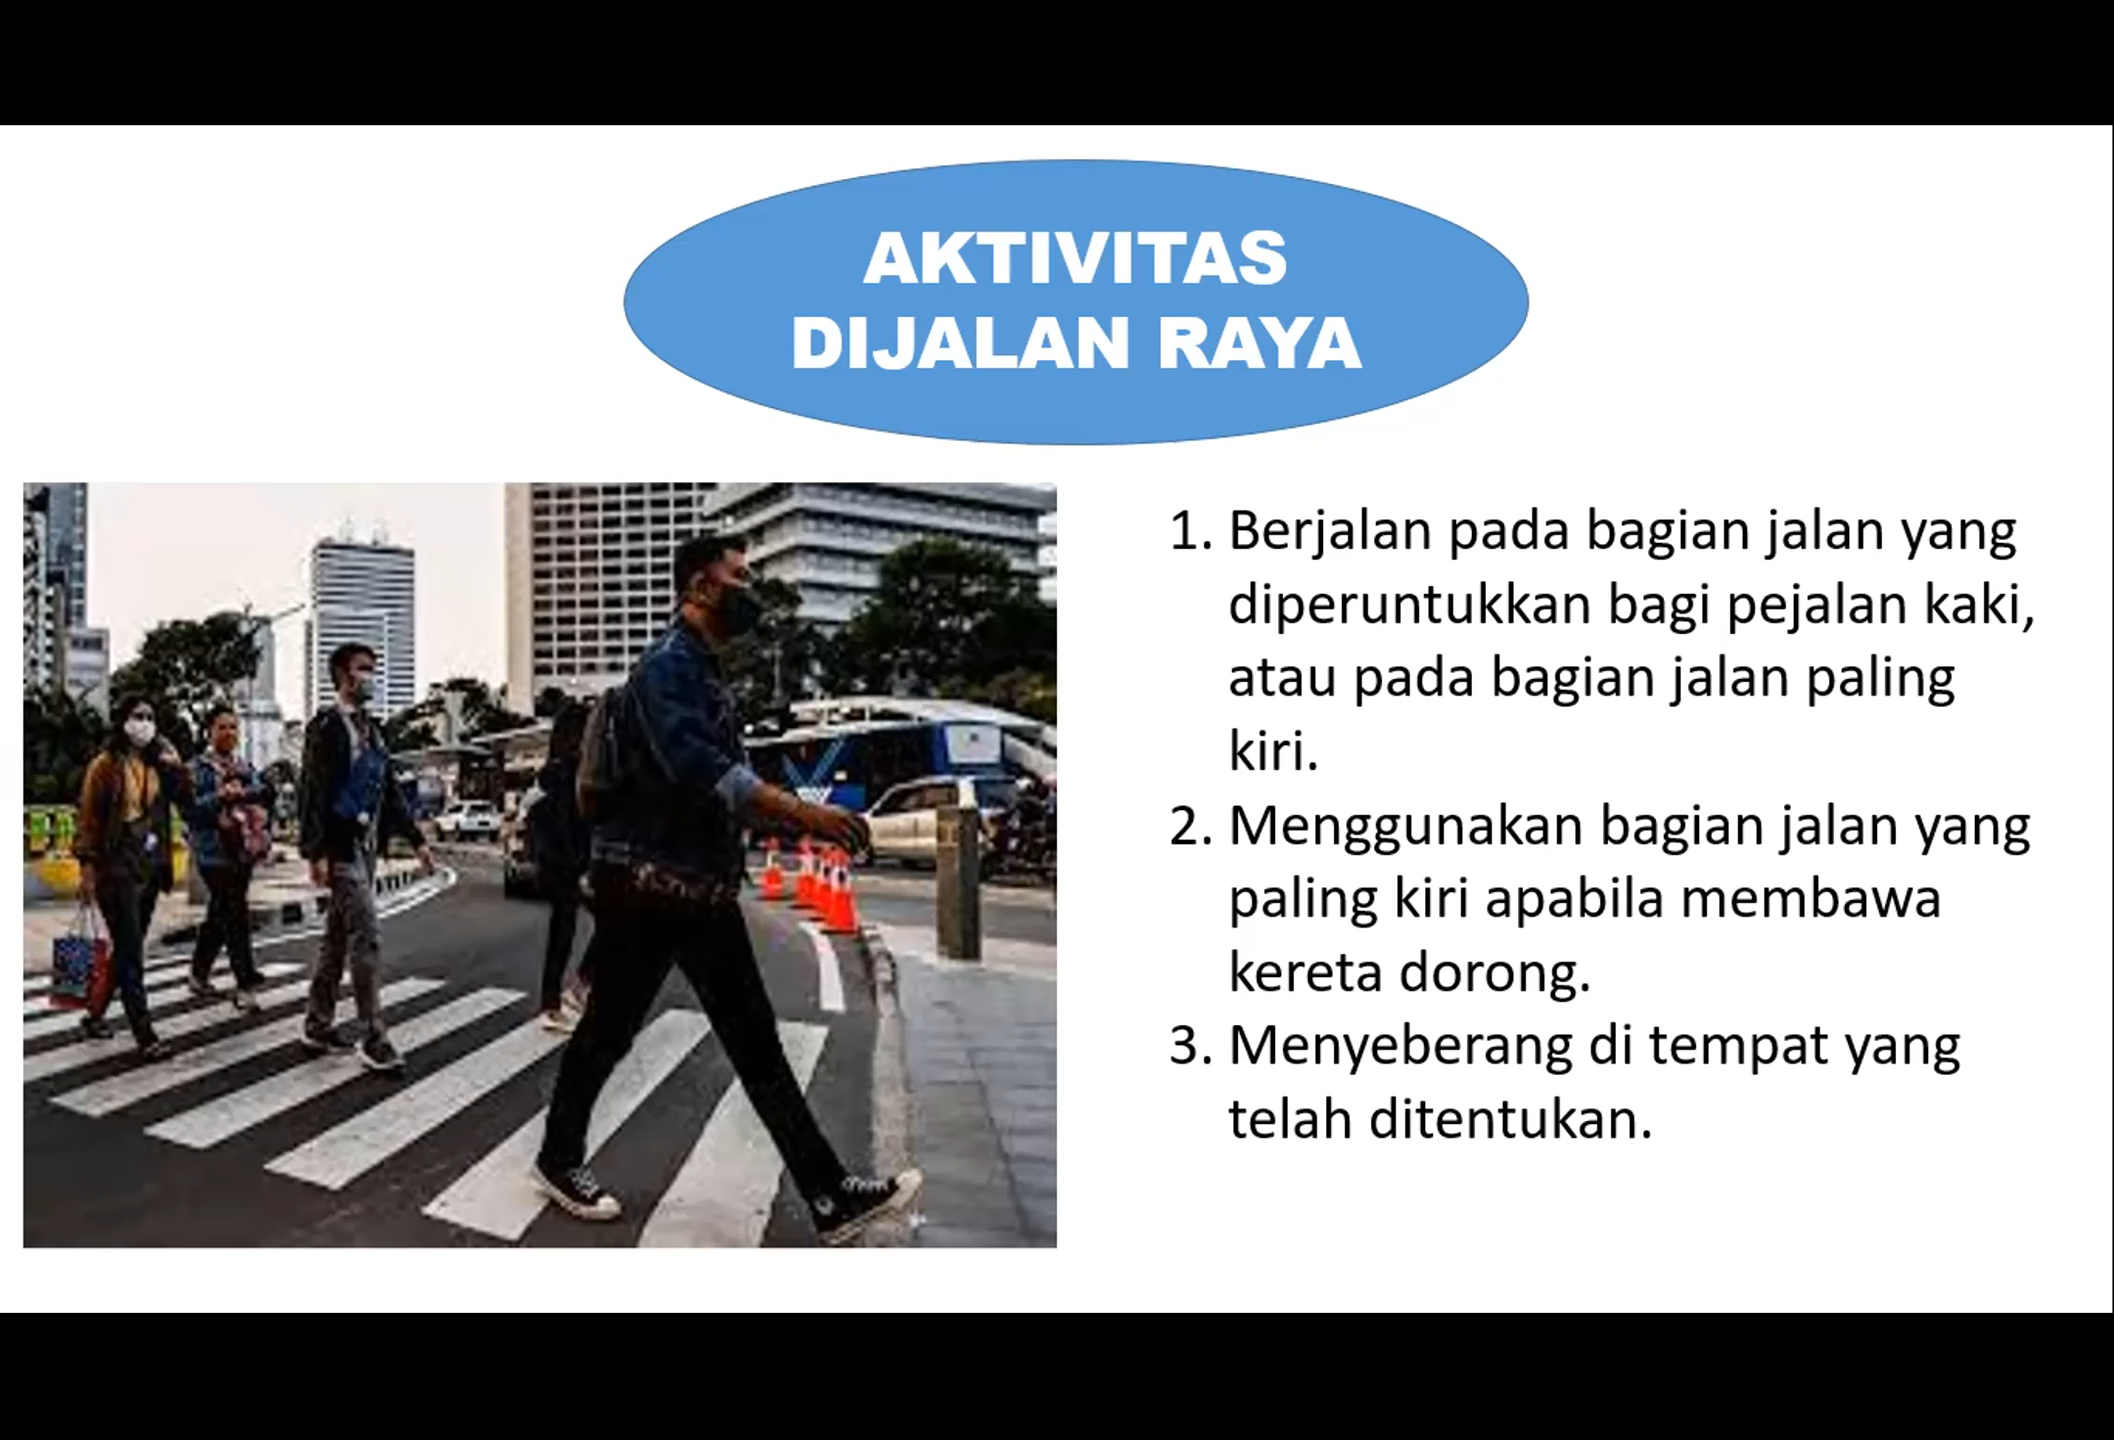 AKTIVITAS
DIJALAN RAYA
1. Berjalan pada bagian jalan yang
diperuntukkan bagi pejalan kaki,
atau pada bagian jalan paling
kiri.
2. Menggunakan bagian jalan yang
paling kiri apabila membawa
kereta dorong.
3. Menyeberang di tempat yang
telah ditentukan.